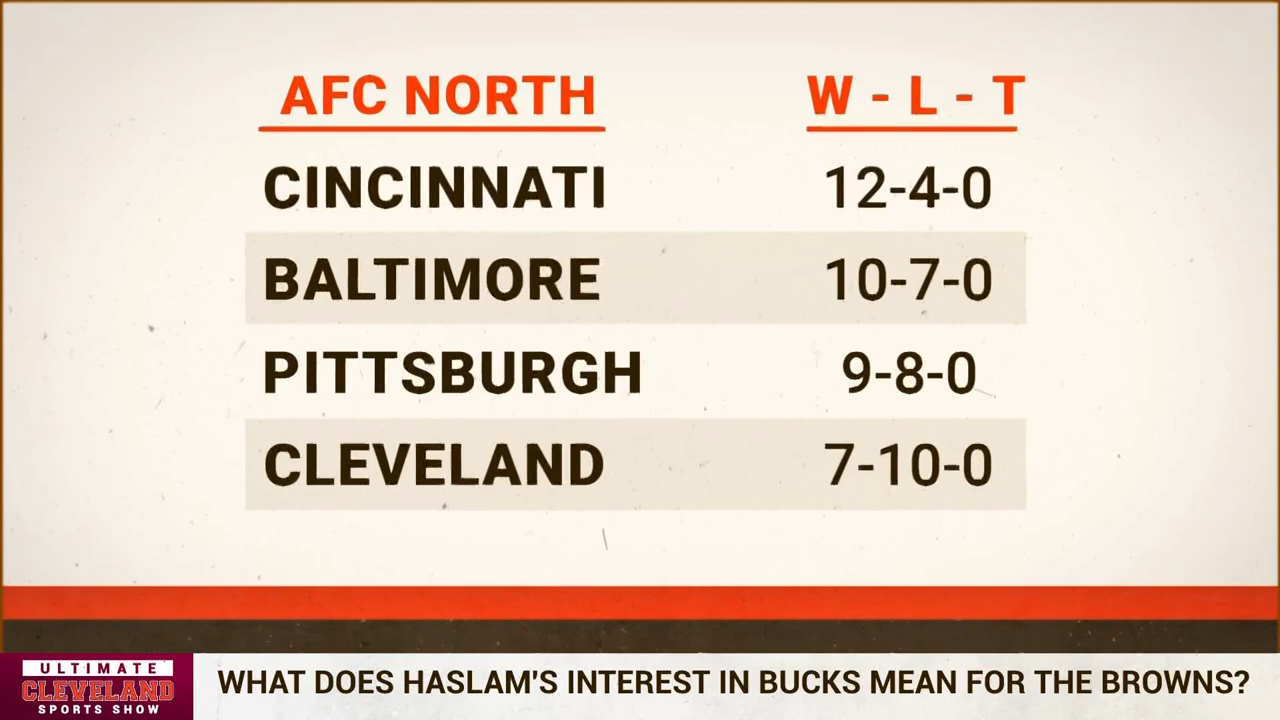 AFC NORTH W - L - T
CINCINNATI 12-4-0
BALTIMORE 10-7-0
PITTSBURGH 9-8-0
CLEVELAND 7-10-0
ULTIMATE
CLEVELAND
SPORTS SHOW
WHAT DOES HASLAM'S INTEREST IN BUCKS MEAN FOR THE BROWNS?